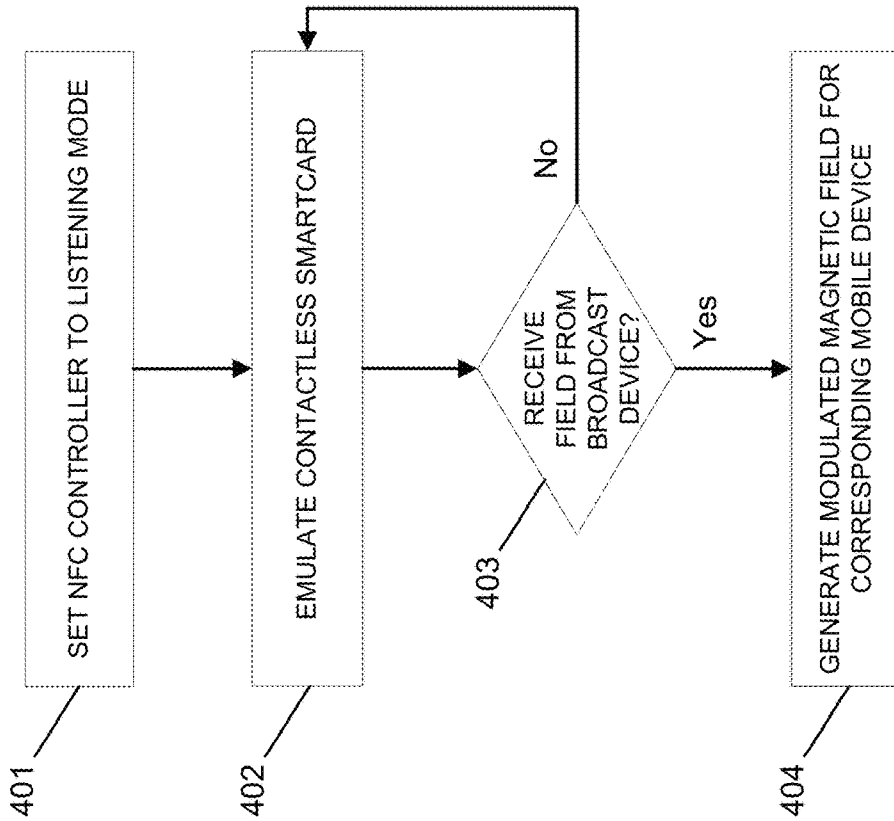 401
SET NFC CONTROLLER TO LISTENING MODE
402
EMULATE CONTACTLESS SMARTCARD
403
RECEIVE
FIELD FROM
BROADCAST
DEVICE?
No
Yes
404
GENERATE MODULATED MAGNETIC FIELD FOR
CORRESPONDING MOBILE DEVICE